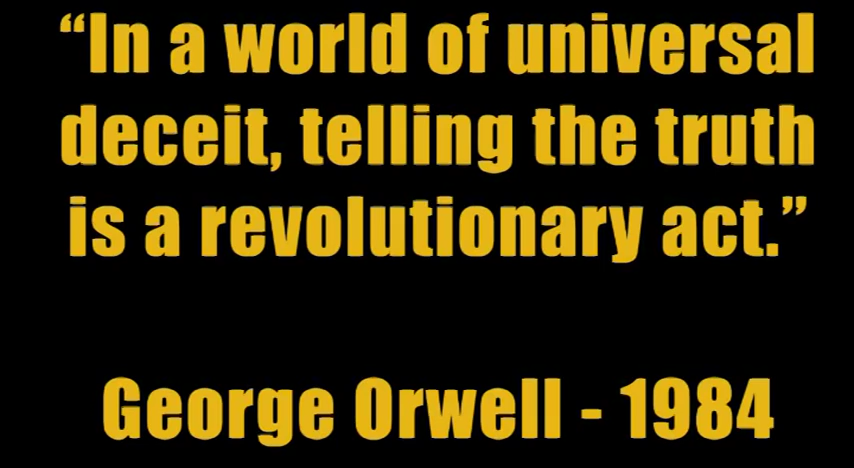 “In a world of universal
deceit, telling the truth
is a revolutionary act.”
George Orwell - 1984